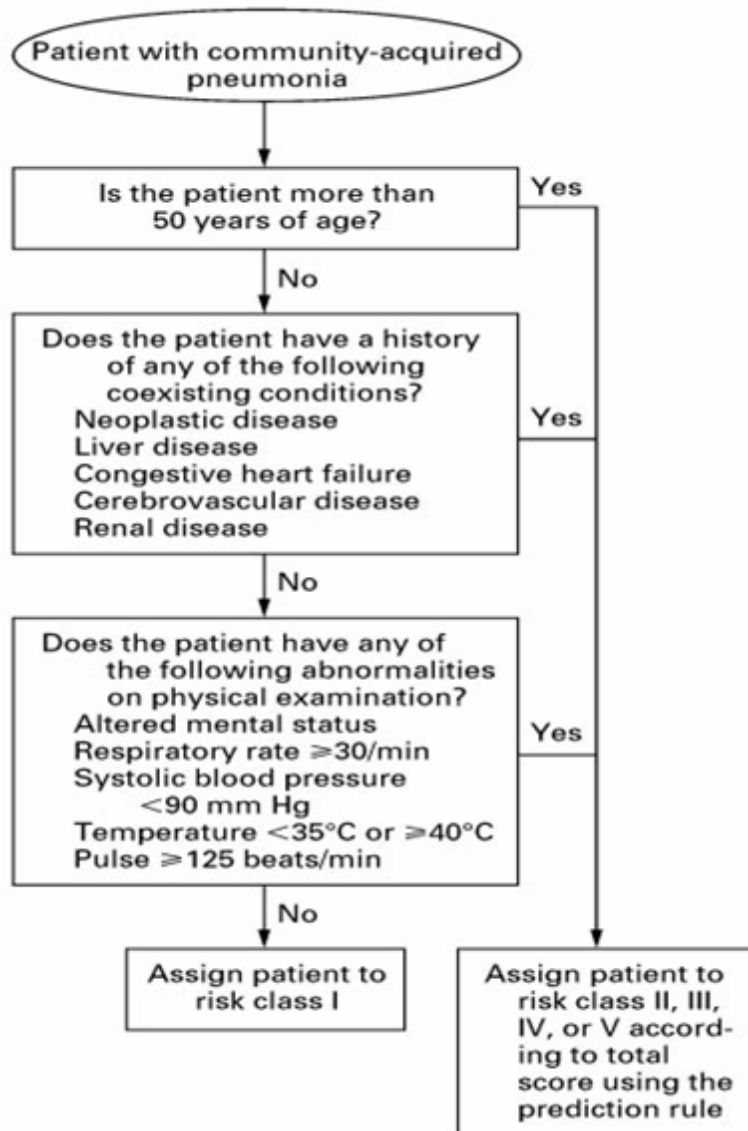 Patient with community-acquired
pneumonia
Is the patient more than
50 years of age?
Yes
No
Does the patient have a history
of any of the following
coexisting conditions?
Neoplastic disease
Liver disease
Congestive heart failure
Cerebrovascular disease
Renal disease
Yes
No
Does the patient have any of
the following abnormalities
on physical examination?
Altered mental status
Respiratory rate ⩾30/min
Systolic blood pressure
<90 mm Hg
Temperature <35°C or ⩾40°C
Pulse ⩾125 beats/min
Yes
No
Assign patient to
risk class I
Assign patient to
risk class II, III,
IV, or V accord-
ing to total
score using the
prediction rule